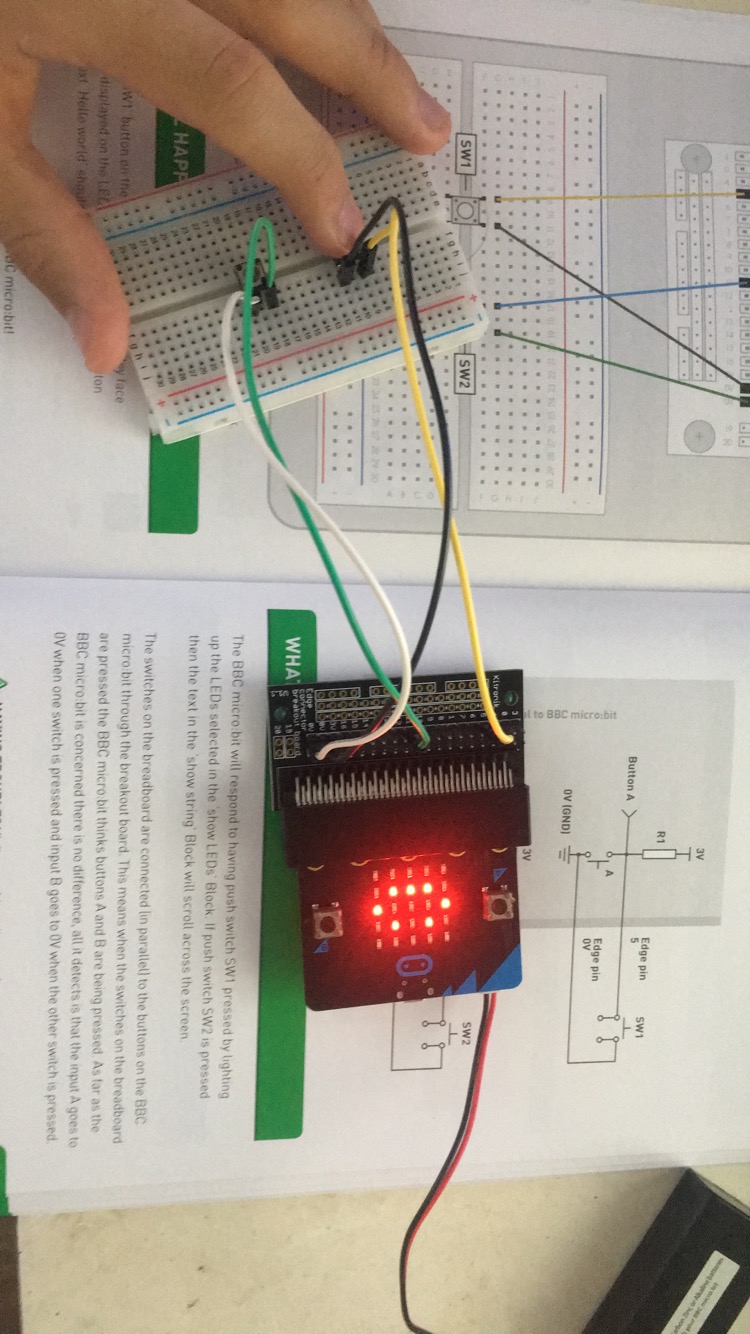 W1' button on the
displayed on the LED
ut 'Hello world' shoul
HAPP
y face
ton
BBC micro:bit!
SW1
SW2
WHA
The BBC micro:bit will respond to having push switch SW1 pressed by lighting
up the LEDs selected in the 'show LEDs' Block. If push switch SW2 is pressed
then the text in the 'show string' Block will scroll across the screen.
The switches on the breadboard are connected (in parallel) to the buttons on the BBC
micro:bit through the breakout board. This means when the switches on the breadboard
are pressed the BBC micro:bit thinks buttons A and B are being pressed. As far as the
BBC micro:bit is concerned there is no difference, all it detects is that the input A goes to
0V when one switch is pressed and input B goes to 0V when the other switch is pressed.
l to BBC micro:bit
3V
R1
Button A
A
0V (GND)
Edge pin
5
Edge pin
0V
SW1
3V
SW2
Kitronik
Edge
connector
breakout board